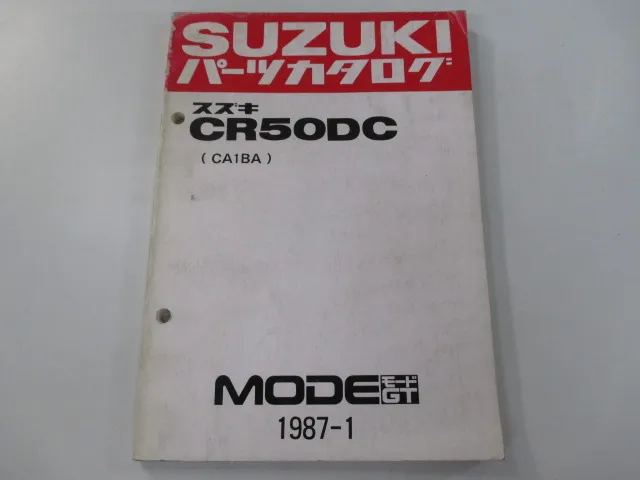 SUZUKI
パーツカタログ
スズキ
CR50DC
(CA1BA)
MODE モード GT
1987-1